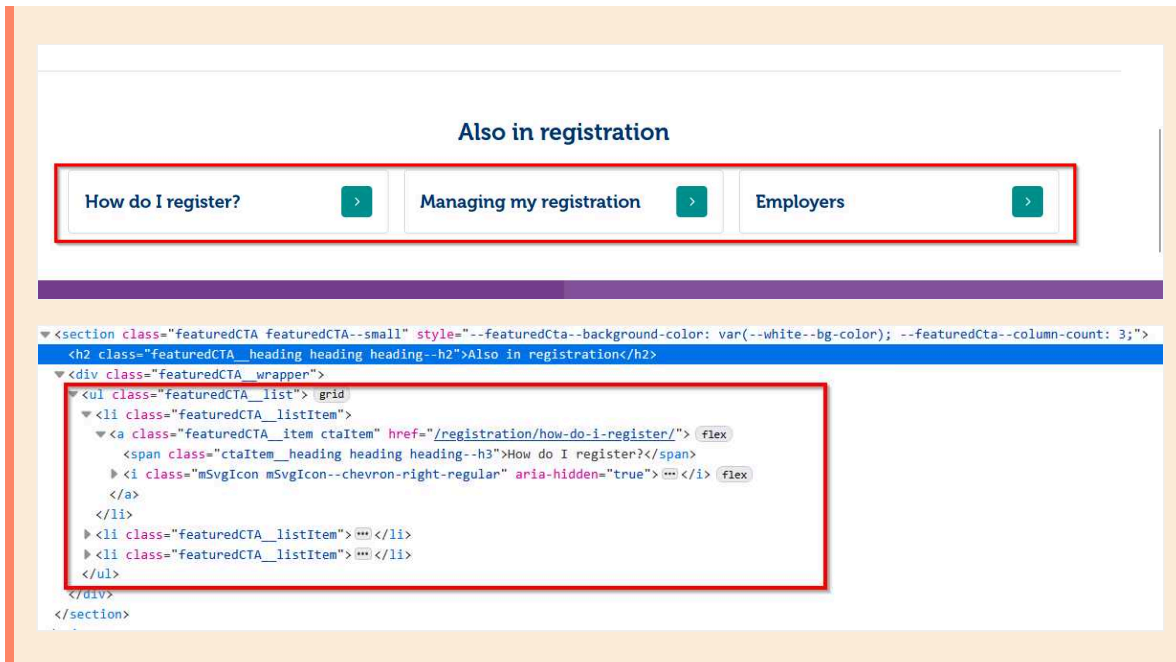 Also in registration
How do I register? Managing my registration Employers
<section class="featuredCTA featuredCTA--small" style="--featuredCta--background-color: var(--white--bg-color); --featuredCta--column-count: 3;">
<h2 class="featuredCTA__heading heading heading--h2">Also in registration</h2>
<div class="featuredCTA__wrapper">
<ul class="featuredCTA__list"> grid
<li class="featuredCTA__listItem">
<a class="featuredCTA__item ctaItem" href="/registration/how-do-i-register/"> flex
<span class="ctaItem__heading heading heading--h3">How do I register?</span>
<i class="mSvgIcon mSvgIcon--chevron-right-regular" aria-hidden="true"> ··· </i> flex
</a>
</li>
<li class="featuredCTA__listItem"> ··· </li>
<li class="featuredCTA__listItem"> ··· </li>
</ul>
</div>
</section>